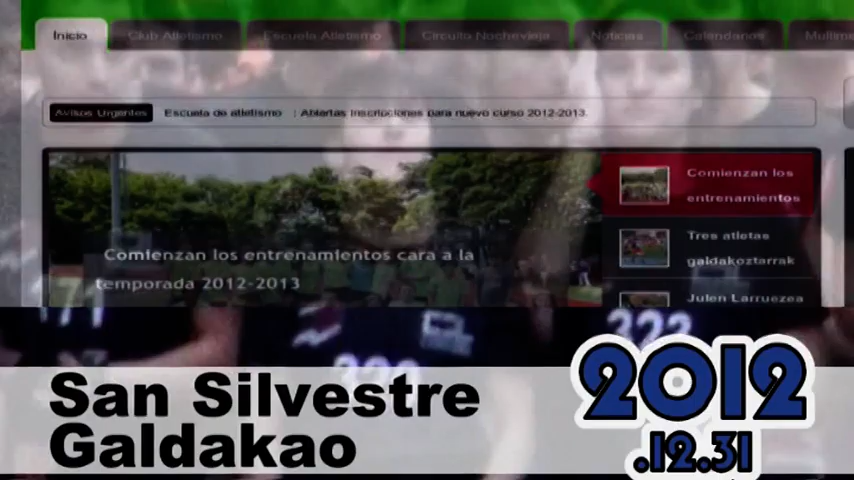 Inicio
Club Atletismo
Escuela Atletismo
Circuito Nochevieja
Noticias
Calendarios
Avisos Urgentes
Escuela de atletismo : Abiertas inscripciones para nuevo curso 2012-2013.
Comienzan los
entrenamientos
Tres atletas
galdakoztarrak
Julen Larruezea
Comienzan los entrenamientos cara a la
temporada 2012-2013
323
San Silvestre
Galdakao
2012
.12.31